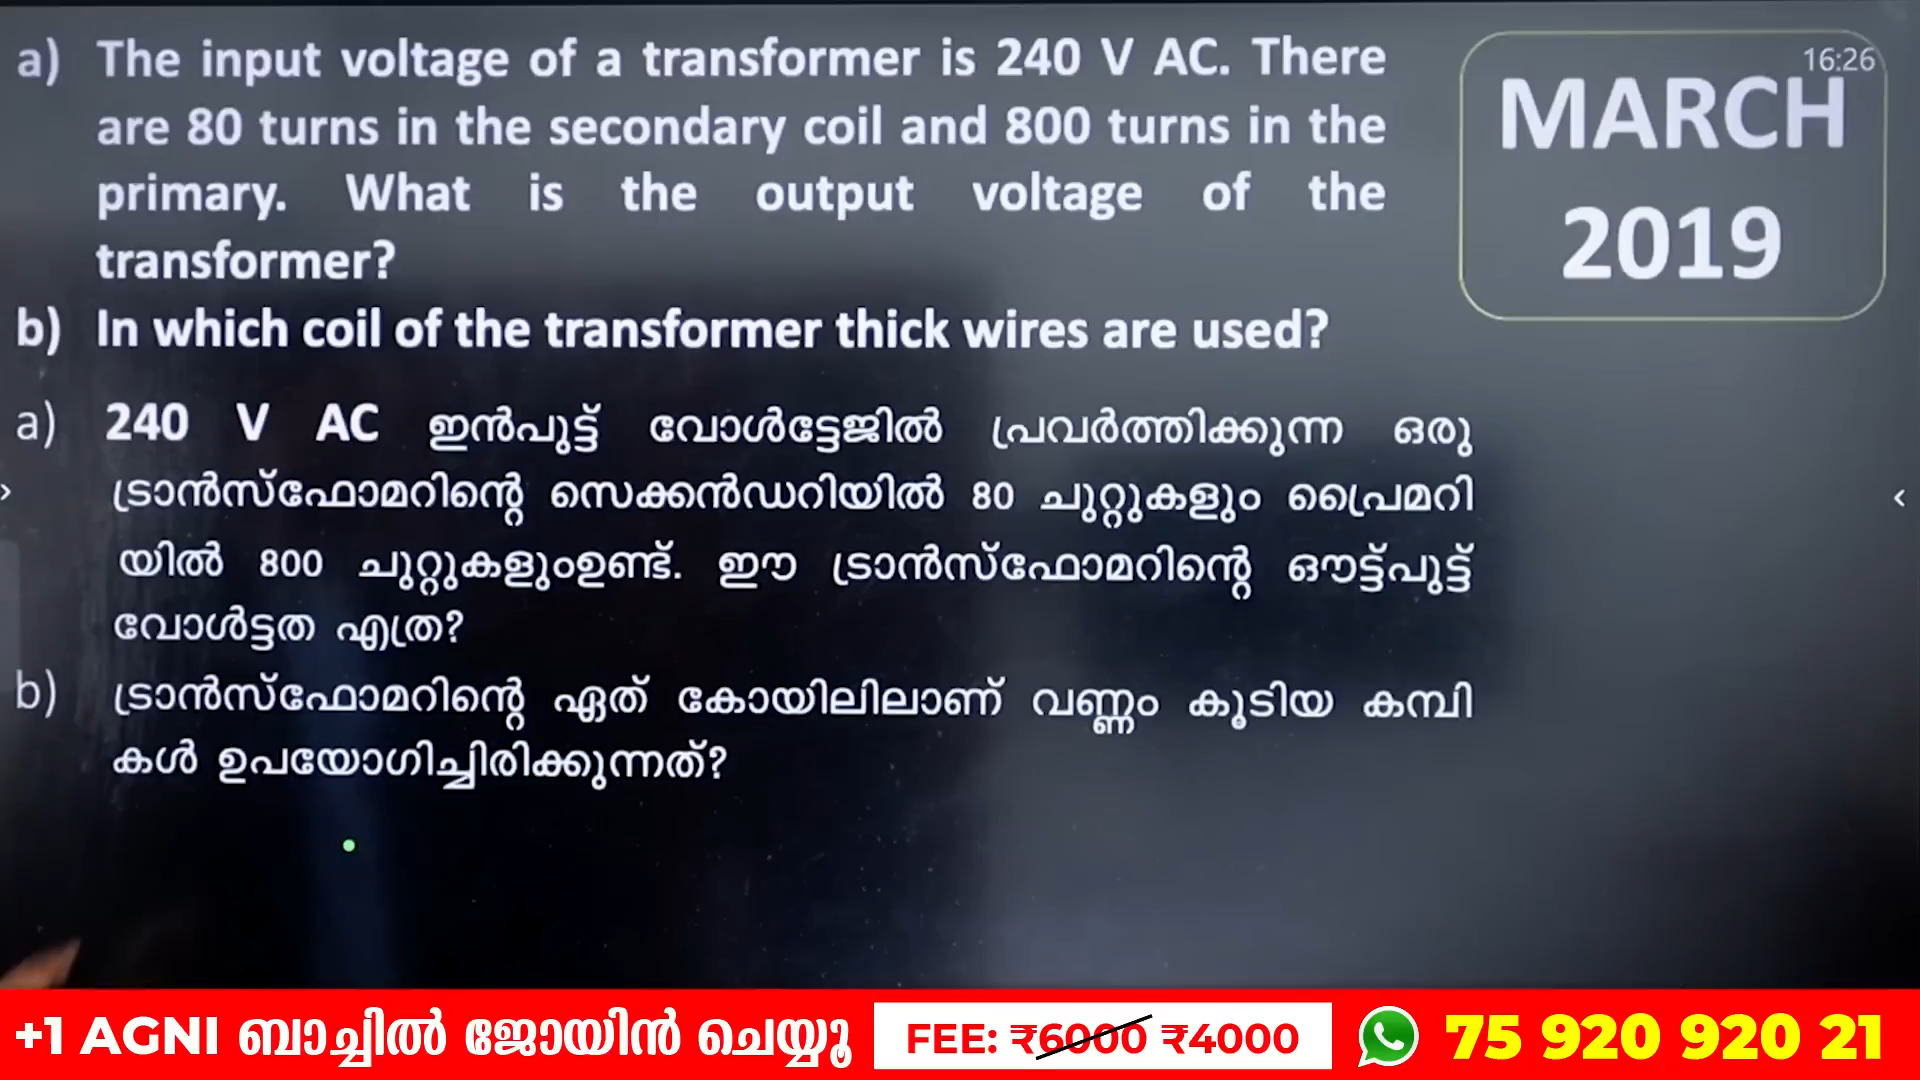 a) The input voltage of a transformer is 240 V AC. There
are 80 turns in the secondary coil and 800 turns in the
primary. What is the output voltage of the
transformer?
b) In which coil of the transformer thick wires are used?
16:26
MARCH
2019
a) 240 V AC ഇൻപുട്ട് വോൾട്ടേജിൽ പ്രവർത്തിക്കുന്ന ഒരു
ട്രാൻസ്ഫോമറിന്റെ സെക്കൻഡറിയിൽ 80 ചുറ്റുകളും പ്രൈമറി
യിൽ 800 ചുറ്റുകളുംഉണ്ട്. ഈ ട്രാൻസ്ഫോമറിന്റെ ഔട്ട്പുട്ട്
വോൾട്ടത എത്ര?
b) ട്രാൻസ്ഫോമറിന്റെ ഏത് കോയിലിലാണ് വണ്ണം കൂടിയ കമ്പി
കൾ ഉപയോഗിച്ചിരിക്കുന്നത്?
+1 AGNI ബാച്ചിൽ ജോയിൻ ചെയ്യൂ
FEE: ₹6000 ₹4000
75 920 920 21